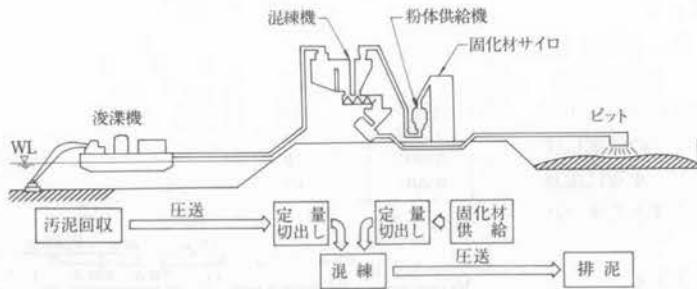 混練機
粉体供給機
固化材サイロ
浚渫機
WL
ピット
汚泥回収
圧送
定量
切出し
定量
切出し
固化材
供給
混練
圧送
排泥